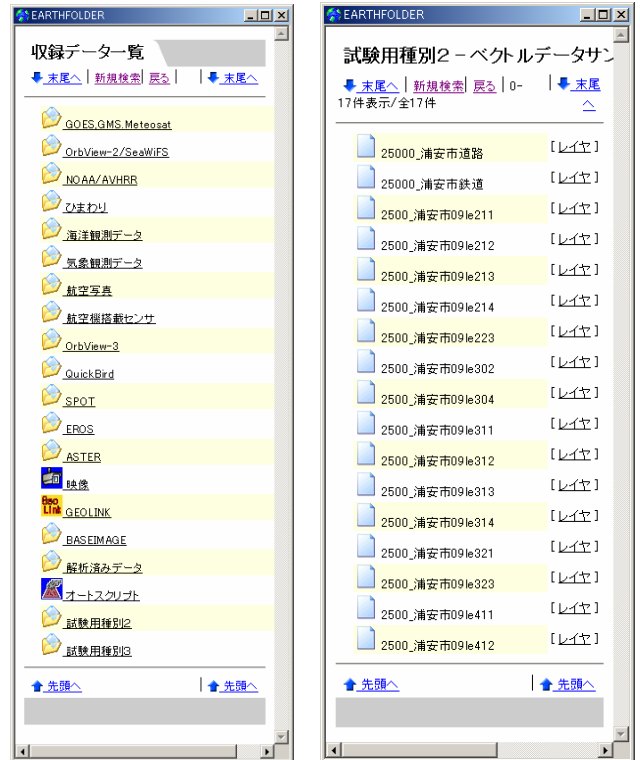 EARTHFOLDER
収録データ一覧
末尾へ | 新規検索| 戻る | | 末尾へ
GOES,GMS,Meteosat
OrbView-2/SeaWiFS
NOAA/AVHRR
ひまわり
海洋観測データ
気象観測データ
航空写真
航空機搭載センサ
OrbView-3
QuickBird
SPOT
EROS
ASTER
映像
Geo Link GEOLINK
BASEIMAGE
解析済みデータ
オートスクリプト
試験用種別2
試験用種別3
先頭へ | 先頭へ
EARTHFOLDER
試験用種別2-ベクトルデータサン
末尾へ | 新規検索| 戻る | 0-
17件表示/全17件
| 末尾
へ
25000_浦安市道路 [レイヤ]
25000_浦安市鉄道 [レイヤ]
2500_浦安市09le211 [レイヤ]
2500_浦安市09le212 [レイヤ]
2500_浦安市09le213 [レイヤ]
2500_浦安市09le214 [レイヤ]
2500_浦安市09le223 [レイヤ]
2500_浦安市09le302 [レイヤ]
2500_浦安市09le304 [レイヤ]
2500_浦安市09le311 [レイヤ]
2500_浦安市09le312 [レイヤ]
2500_浦安市09le313 [レイヤ]
2500_浦安市09le314 [レイヤ]
2500_浦安市09le321 [レイヤ]
2500_浦安市09le323 [レイヤ]
2500_浦安市09le411 [レイヤ]
2500_浦安市09le412 [レイヤ]
先頭へ | 先頭へ